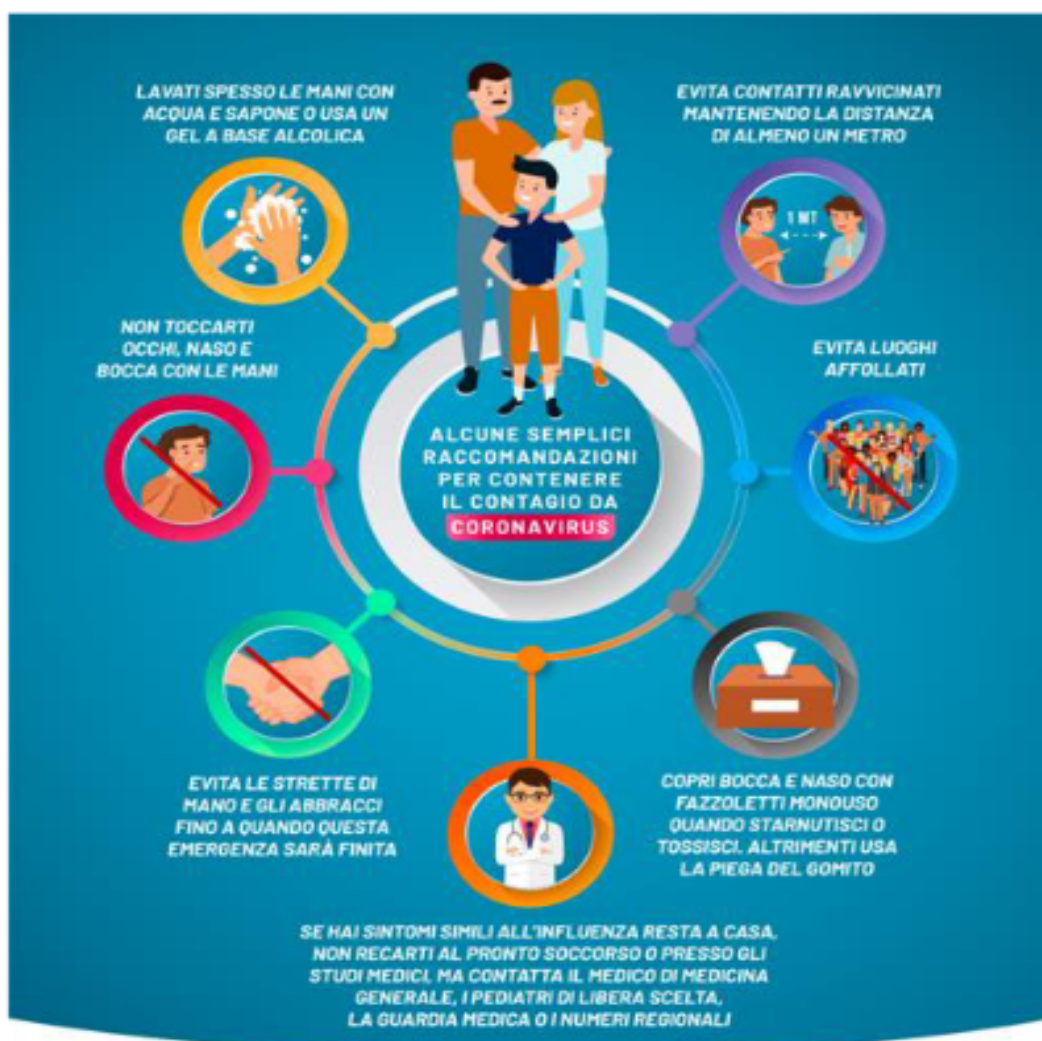 LAVATI SPESSO LE MANI CON
ACQUA E SAPONE O USA UN
GEL A BASE ALCOLICA
EVITA CONTATTI RAVVICINATI
MANTENENDO LA DISTANZA
DI ALMENO UN METRO
1 MT
NON TOCCARTI
OCCHI, NASO E
BOCCA CON LE MANI
EVITA LUOGHI
AFFOLLATI
ALCUNE SEMPLICI
RACCOMANDAZIONI
PER CONTENERE
IL CONTAGIO DA
CORONAVIRUS
EVITA LE STRETTE DI
MANO E GLI ABBRACCI
FINO A QUANDO QUESTA
EMERGENZA SARÀ FINITA
COPRI BOCCA E NASO CON
FAZZOLETTI MONOUSO
QUANDO STARNUTISCI O
TOSSISCI. ALTRIMENTI USA
LA PIEGA DEL GOMITO
SE HAI SINTOMI SIMILI ALL'INFLUENZA RESTA A CASA,
NON RECARTI AL PRONTO SOCCORSO O PRESSO GLI
STUDI MEDICI, MA CONTATTA IL MEDICO DI MEDICINA
GENERALE, I PEDIATRI DI LIBERA SCELTA,
LA GUARDIA MEDICA O I NUMERI REGIONALI